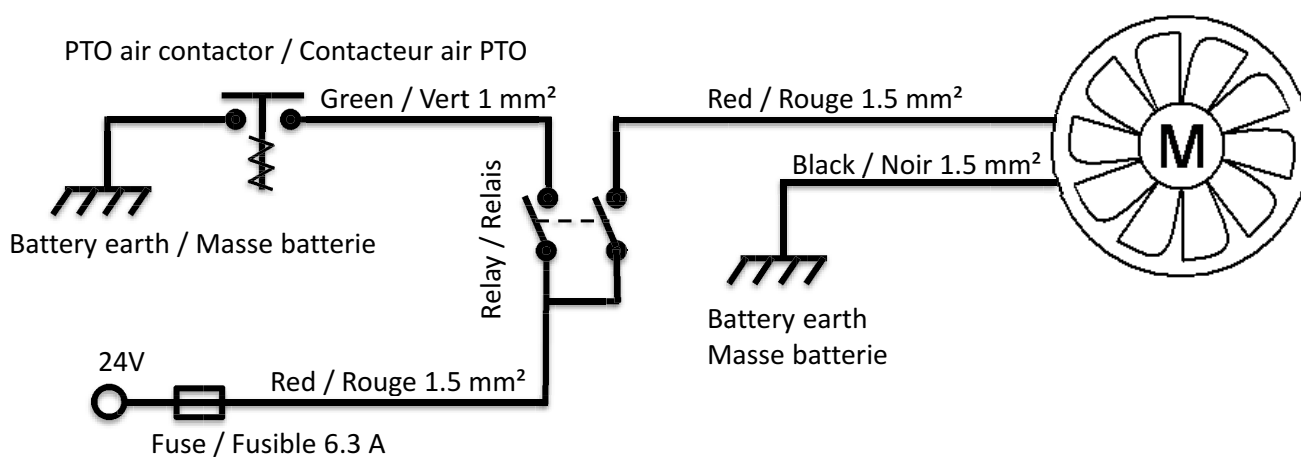 PTO air contactor / Contacteur air PTO
Green / Vert 1 mm²
Red / Rouge 1.5 mm²
M
Black / Noir 1.5 mm²
Relay / Relais
Battery earth / Masse batterie
Battery earth
Masse batterie
24V
Red / Rouge 1.5 mm²
Fuse / Fusible 6.3 A